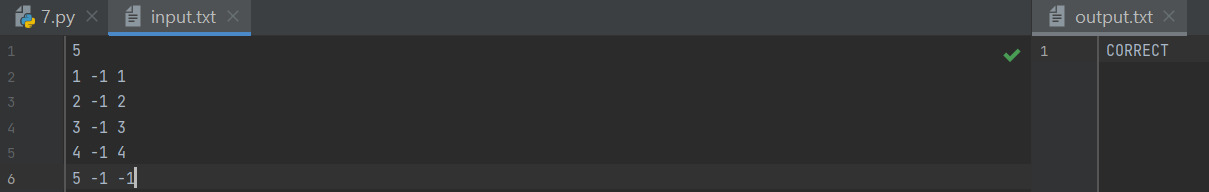 7.py
input.txt
output.txt
1 5
2 1 -1 1
3 2 -1 2
4 3 -1 3
5 4 -1 4
6 5 -1 -1
1 CORRECT